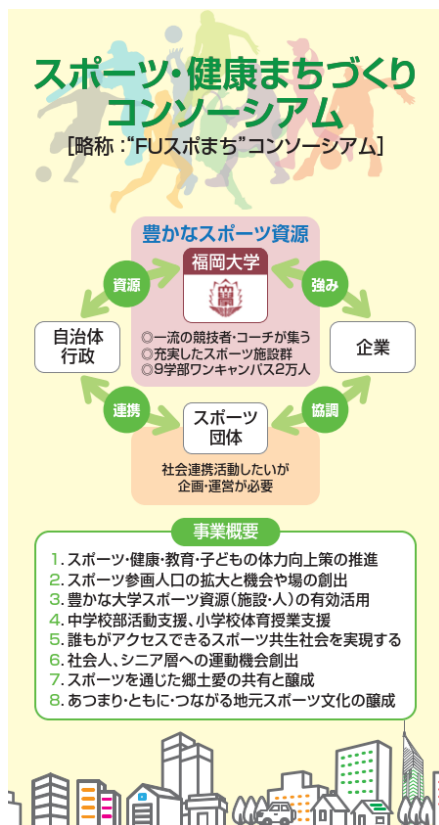 スポーツ・健康まちづくり
コンソーシアム
[略称:“FUスポまち”コンソーシアム]
豊かなスポーツ資源
福岡大学
資源
強み
◎一流の競技者・コーチが集う
◎充実したスポーツ施設群
◎9学部ワンキャンパス2万人
自治体
行政
企業
連携
協調
スポーツ
団体
社会連携活動したいが
企画・運営が必要
事業概要
1.スポーツ・健康・教育・子どもの体力向上策の推進
2.スポーツ参画人口の拡大と機会や場の創出
3.豊かな大学スポーツ資源(施設・人)の有効活用
4.中学校部活動支援、小学校体育授業支援
5.誰もがアクセスできるスポーツ共生社会を実現する
6.社会人、シニア層への運動機会創出
7.スポーツを通じた郷土愛の共有と醸成
8.あつまり・ともに・つながる地元スポーツ文化の醸成